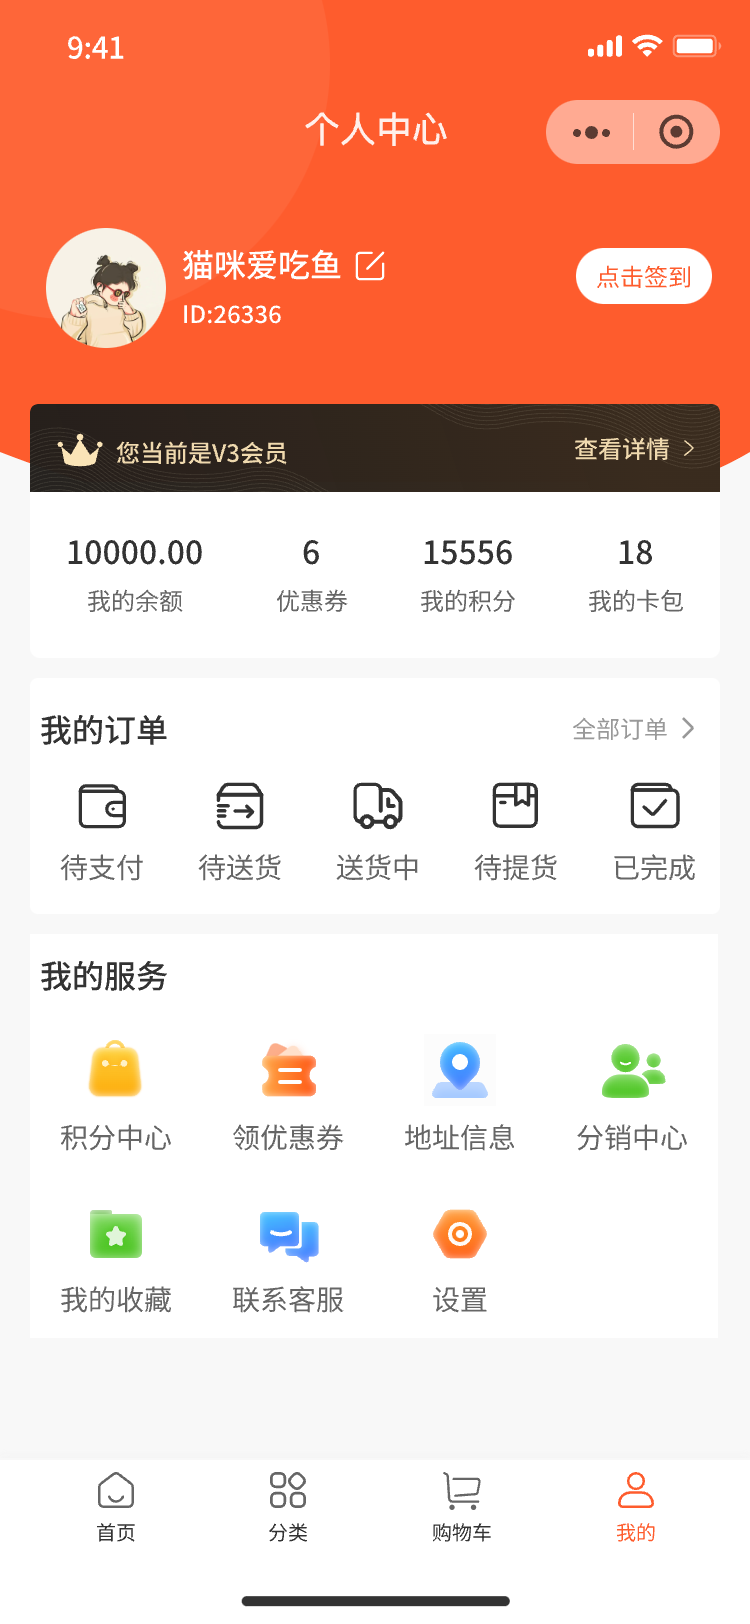 9:41
个人中心
猫咪爱吃鱼
ID:26336
点击签到
您当前是V3会员
查看详情
10000.00 6 15556 18
我的余额 优惠券 我的积分 我的卡包
我的订单
全部订单
待支付 待送货 送货中 待提货 已完成
我的服务
积分中心 领优惠券 地址信息 分销中心
我的收藏 联系客服 设置
首页 分类 购物车 我的